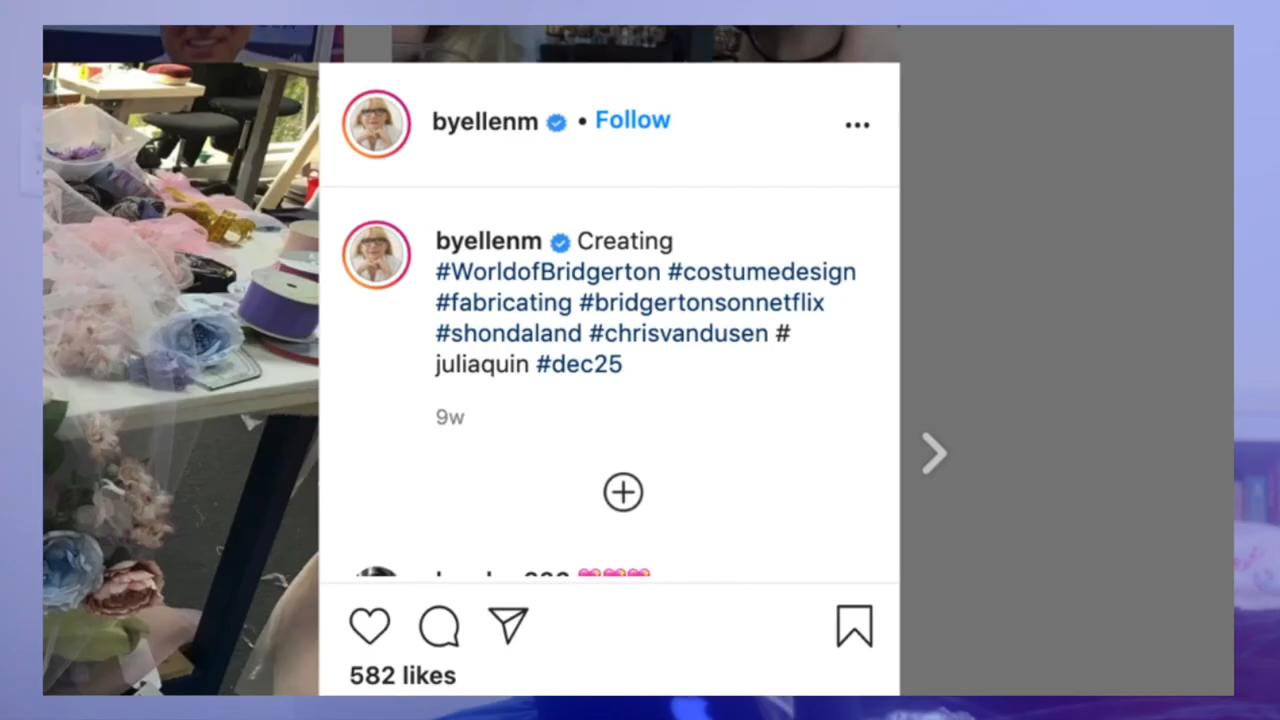 byellenm • Follow
byellenm Creating
#WorldofBridgerton #costumedesign
#fabricating #bridgertonsonnetflix
#shondaland #chrisvandusen #
juliaquin #dec25
9w
582 likes